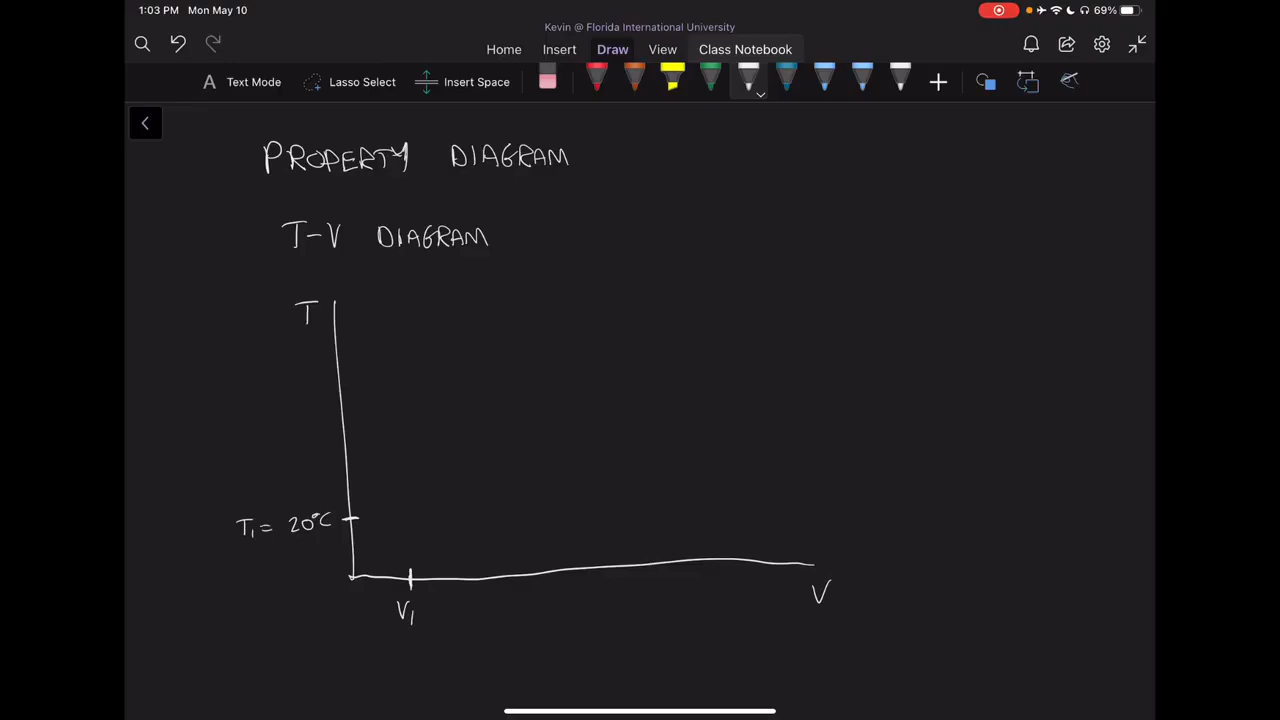 1:03 PM Mon May 10
69%
Kevin @ Florida International University
Home Insert Draw View Class Notebook
A Text Mode Lasso Select Insert Space
PROPERTY DIAGRAM
T-V DIAGRAM
T
T₁ = 20°C
V₁
V